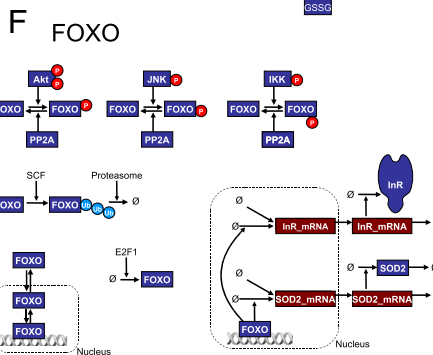 GSSG
F FOXO
Akt P P
JNK P
IKK P
FOXO FOXO P
FOXO FOXO P
FOXO FOXO P
PP2A
PP2A
PP2A
SCF Proteasome
FOXO FOXO Ub Ub Ub Ø
E2F1
Ø FOXO
FOXO
FOXO
FOXO
Nucleus
Ø
Ø InR_mRNA
Ø InR
InR_mRNA
Ø
Ø SOD2_mRNA
Ø SOD2
SOD2_mRNA
FOXO
Nucleus